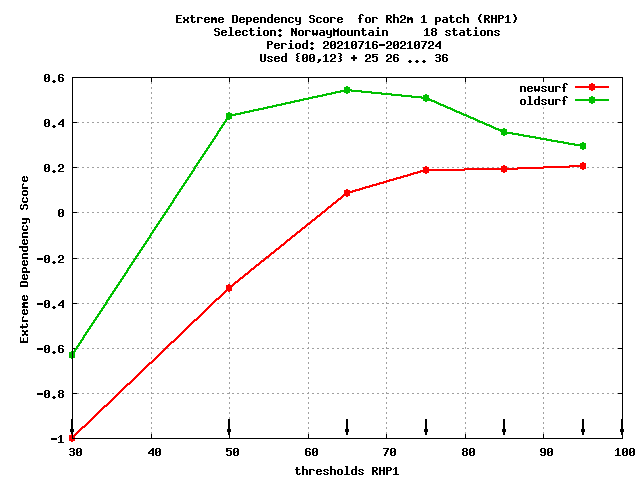 Extreme Dependency Score  for Rh2m 1 patch (RHP1)
Selection: NorwayMountain     18 stations
Period: 20210716-20210724
Used {00,12} + 25 26 ... 36
newsurf
oldsurf
0.6
0.4
0.2
0
-0.2
-0.4
-0.6
-0.8
-1
Extreme Dependency Score
30 40 50 60 70 80 90 100
thresholds RHP1